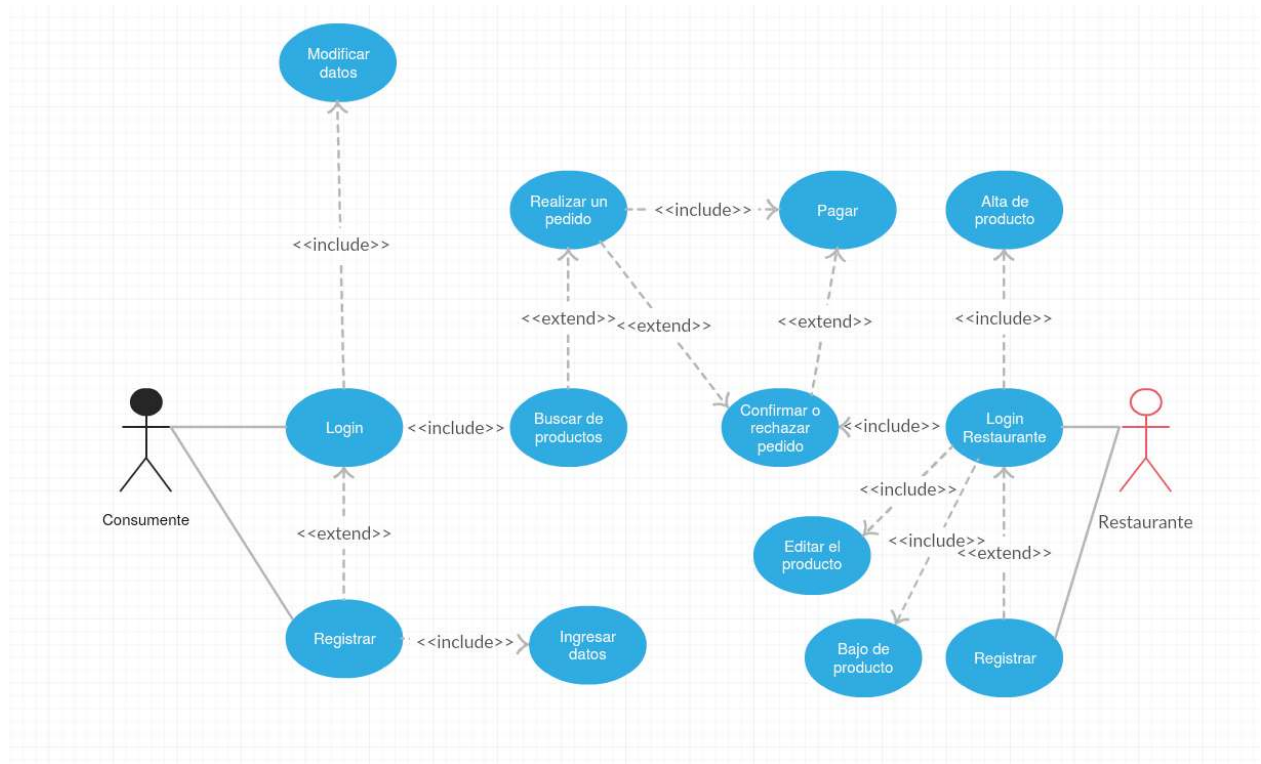 Modificar
datos
Realizar un
pedido
<<include>>
Pagar
Alta de
producto
<<include>>
<<extend>>
<<extend>>
<<extend>>
<<include>>
Login
<<include>>
Buscar de
productos
Confirmar o
rechazar
pedido
<<include>>
Login
Restaurante
Consumente
Restaurante
<<include>>
<<extend>>
Editar el
producto
<<include>>
<<extend>>
Registrar
<<include>>
Ingresar
datos
Bajo de
producto
Registrar